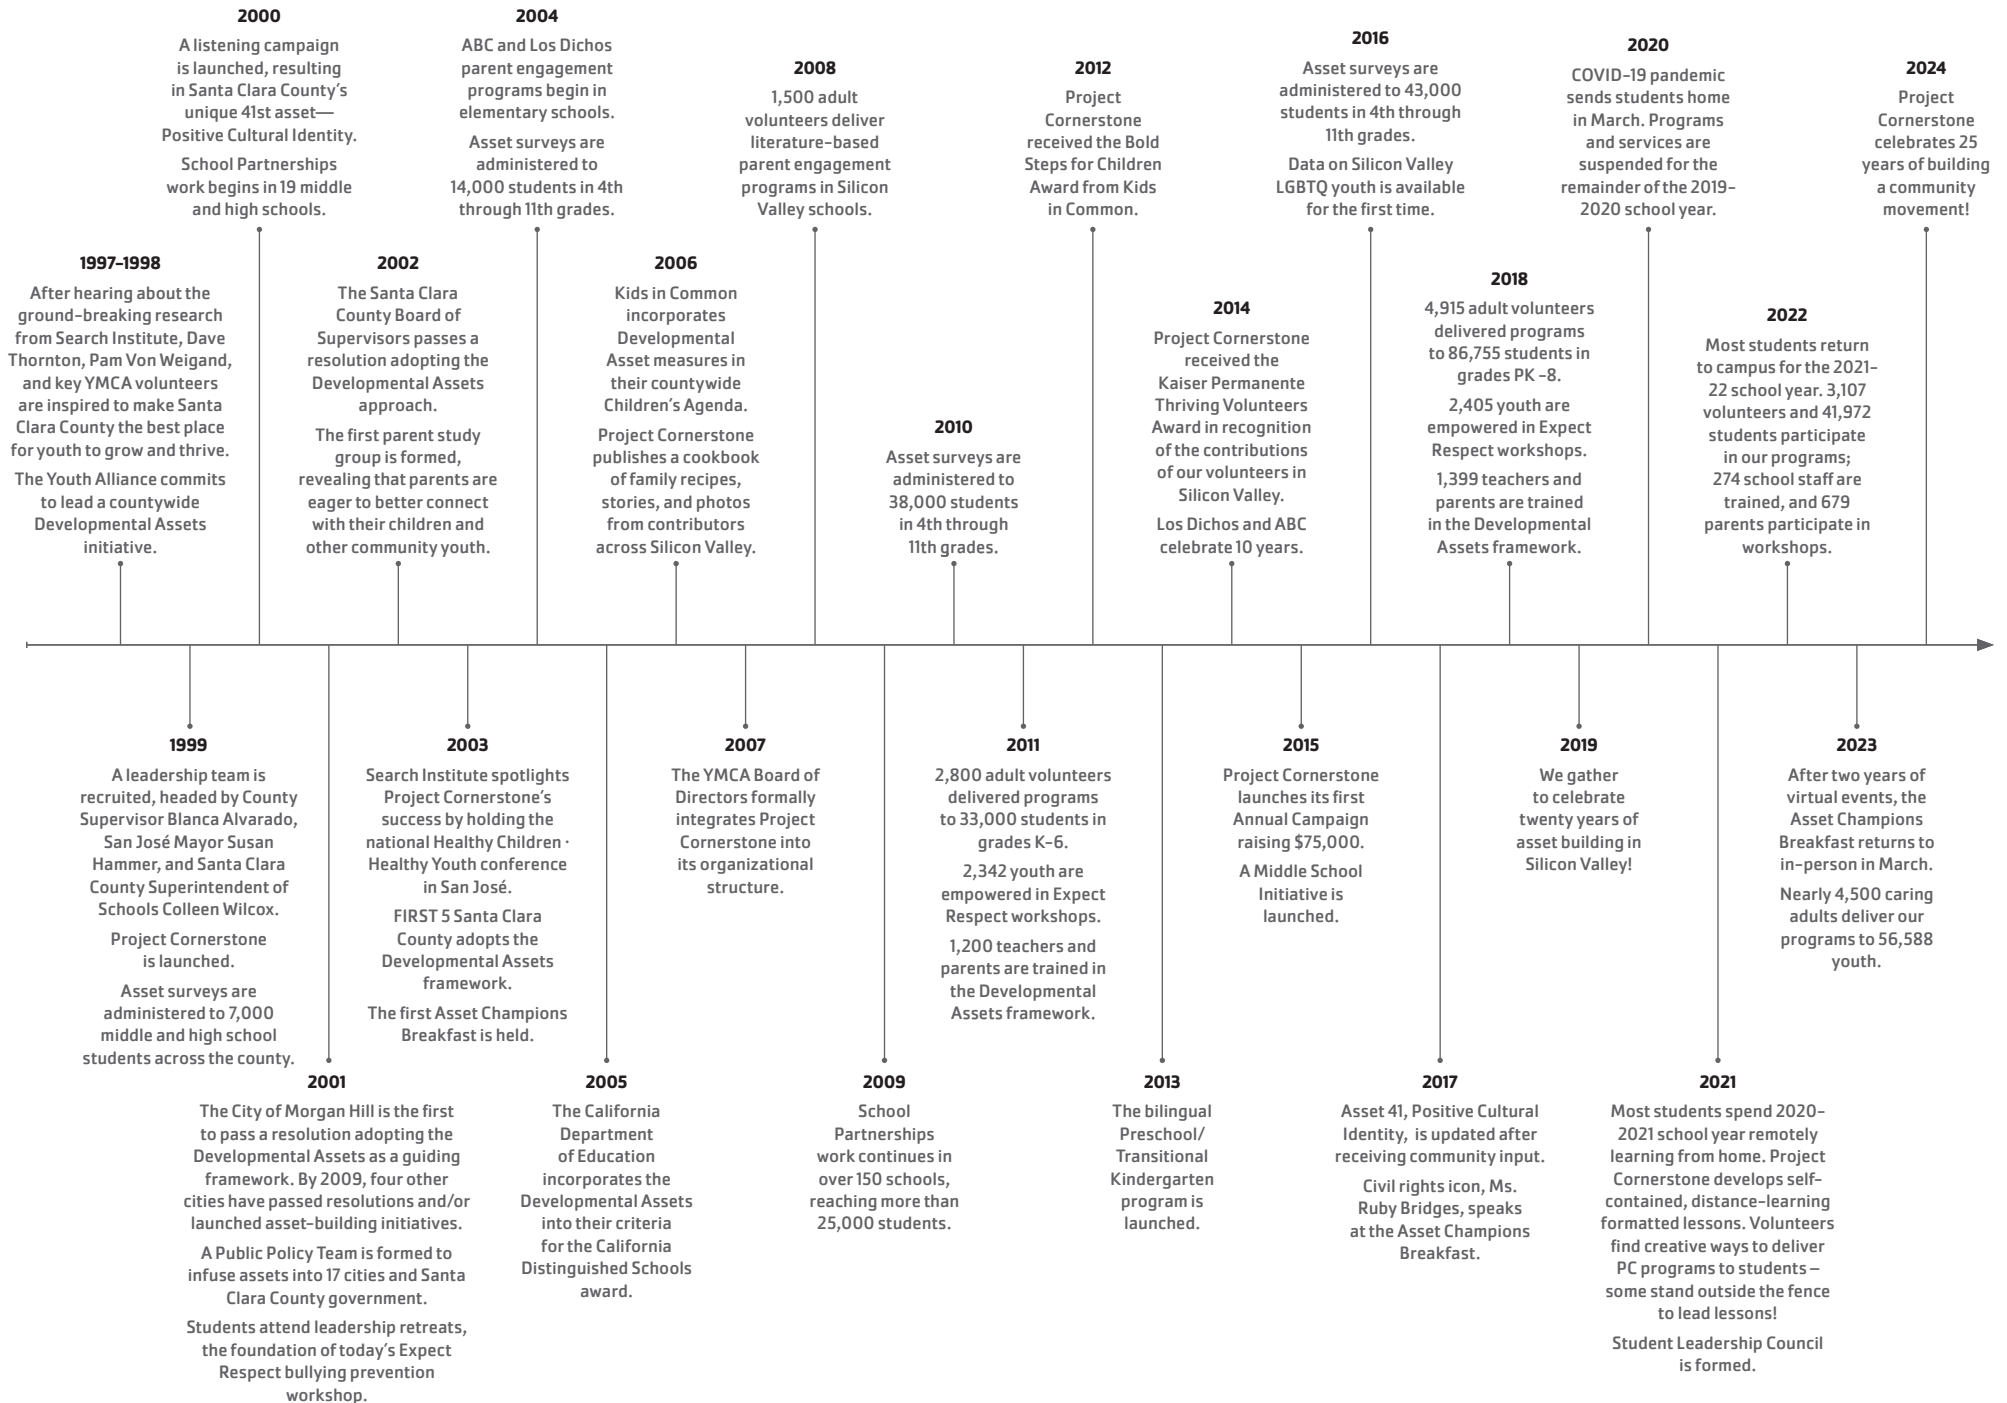 1997–1998
After hearing about the
ground-breaking research
from Search Institute, Dave
Thornton, Pam Von Weigand,
and key YMCA volunteers
are inspired to make Santa
Clara County the best place
for youth to grow and thrive.
The Youth Alliance commits
to lead a countywide
Developmental Assets
initiative.
1999
A leadership team is
recruited, headed by County
Supervisor Blanca Alvarado,
San José Mayor Susan
Hammer, and Santa Clara
County Superintendent of
Schools Colleen Wilcox.
Project Cornerstone
is launched.
Asset surveys are
administered to 7,000
middle and high school
students across the county.
2000
A listening campaign
is launched, resulting
in Santa Clara County's
unique 41st asset—
Positive Cultural Identity.
School Partnerships
work begins in 19 middle
and high schools.
2001
The City of Morgan Hill is the first
to pass a resolution adopting the
Developmental Assets as a guiding
framework. By 2009, four other
cities have passed resolutions and/or
launched asset-building initiatives.
A Public Policy Team is formed to
infuse assets into 17 cities and Santa
Clara County government.
Students attend leadership retreats,
the foundation of today's Expect
Respect bullying prevention
workshop.
2002
The Santa Clara
County Board of
Supervisors passes a
resolution adopting the
Developmental Assets
approach.
The first parent study
group is formed,
revealing that parents are
eager to better connect
with their children and
other community youth.
2003
Search Institute spotlights
Project Cornerstone's
success by holding the
national Healthy Children ·
Healthy Youth conference
in San José.
FIRST 5 Santa Clara
County adopts the
Developmental Assets
framework.
The first Asset Champions
Breakfast is held.
2004
ABC and Los Dichos
parent engagement
programs begin in
elementary schools.
Asset surveys are
administered to
14,000 students in 4th
through 11th grades.
2005
The California
Department
of Education
incorporates the
Developmental Assets
into their criteria
for the California
Distinguished Schools
award.
2006
Kids in Common
incorporates
Developmental
Asset measures in
their countywide
Children's Agenda.
Project Cornerstone
publishes a cookbook
of family recipes,
stories, and photos
from contributors
across Silicon Valley.
2007
The YMCA Board of
Directors formally
integrates Project
Cornerstone into
its organizational
structure.
2008
1,500 adult
volunteers deliver
literature-based
parent engagement
programs in Silicon
Valley schools.
2009
School
Partnerships
work continues in
over 150 schools,
reaching more than
25,000 students.
2010
Asset surveys are
administered to
38,000 students
in 4th through
11th grades.
2011
2,800 adult volunteers
delivered programs
to 33,000 students in
grades K-6.
2,342 youth are
empowered in Expect
Respect workshops.
1,200 teachers and
parents are trained in
the Developmental
Assets framework.
2012
Project
Cornerstone
received the Bold
Steps for Children
Award from Kids
in Common.
2013
The bilingual
Preschool/
Transitional
Kindergarten
program is
launched.
2014
Project Cornerstone
received the
Kaiser Permanente
Thriving Volunteers
Award in recognition
of the contributions
of our volunteers in
Silicon Valley.
Los Dichos and ABC
celebrate 10 years.
2015
Project Cornerstone
launches its first
Annual Campaign
raising $75,000.
A Middle School
Initiative is
launched.
2016
Asset surveys are
administered to 43,000
students in 4th through
11th grades.
Data on Silicon Valley
LGBTQ youth is available
for the first time.
2017
Asset 41, Positive Cultural
Identity,  is updated after
receiving community input.
Civil rights icon, Ms.
Ruby Bridges, speaks
at the Asset Champions
Breakfast.
2018
4,915 adult volunteers
delivered programs
to 86,755 students in
grades PK -8.
2,405 youth are
empowered in Expect
Respect workshops.
1,399 teachers and
parents are trained
in the Developmental
Assets framework.
2019
We gather
to celebrate
twenty years of
asset building in
Silicon Valley!
2020
COVID-19 pandemic
sends students home
in March. Programs
and services are
suspended for the
remainder of the 2019-
2020 school year.
2021
Most students spend 2020-
2021 school year remotely
learning from home. Project
Cornerstone develops self-
contained, distance-learning
formatted lessons. Volunteers
find creative ways to deliver
PC programs to students –
some stand outside the fence
to lead lessons!
Student Leadership Council
is formed.
2022
Most students return
to campus for the 2021-
22 school year. 3,107
volunteers and 41,972
students participate
in our programs;
274 school staff are
trained, and 679
parents participate in
workshops.
2023
After two years of
virtual events, the
Asset Champions
Breakfast returns to
in-person in March.
Nearly 4,500 caring
adults deliver our
programs to 56,588
youth.
2024
Project
Cornerstone
celebrates 25
years of building
a community
movement!